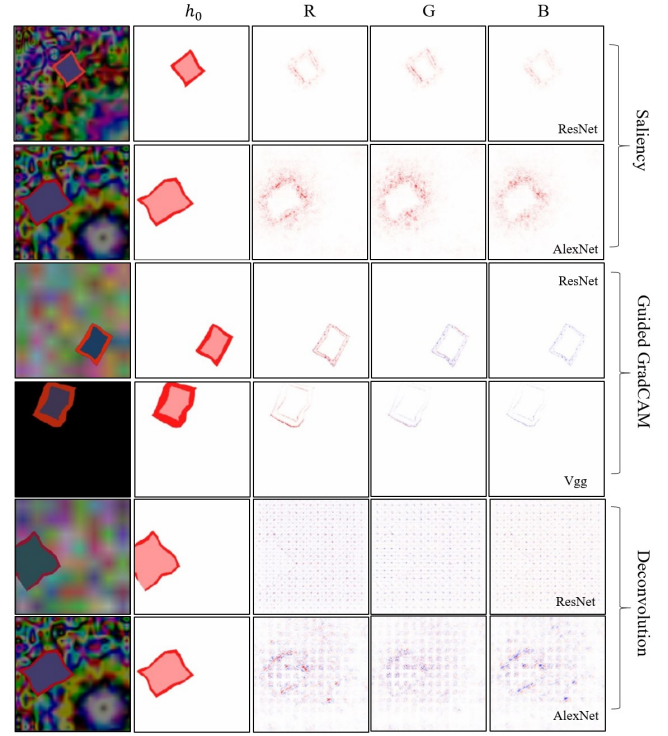 h₀ R G B
ResNet
AlexNet
Saliency
ResNet
Vgg
Guided GradCAM
ResNet
AlexNet
Deconvolution